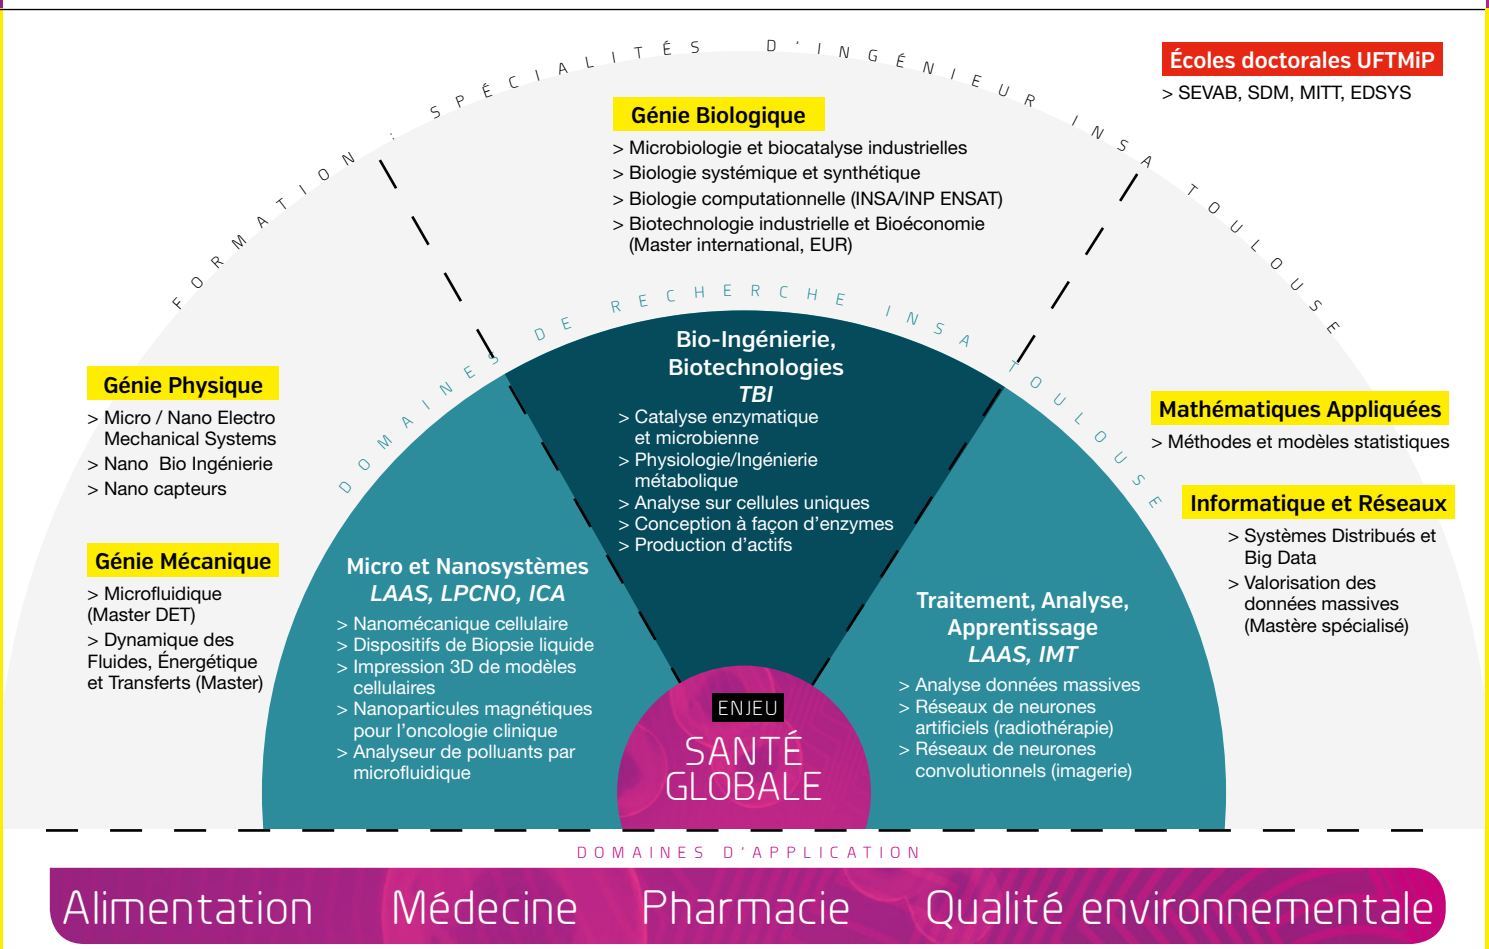 FORMATION : SPÉCIALITÉS D'INGÉNIEUR INSA TOULOUSE
Écoles doctorales UFTMiP
> SEVAB, SDM, MITT, EDSYS
Génie Biologique
> Microbiologie et biocatalyse industrielles
> Biologie systémique et synthétique
> Biologie computationnelle (INSA/INP ENSAT)
> Biotechnologie industrielle et Bioéconomie
(Master international, EUR)
Génie Physique
> Micro / Nano Electro
Mechanical Systems
> Nano Bio Ingénierie
> Nano capteurs
Génie Mécanique
> Microfluidique
(Master DET)
> Dynamique des
Fluides, Énergétique
et Transferts (Master)
Mathématiques Appliquées
> Méthodes et modèles statistiques
Informatique et Réseaux
> Systèmes Distribués et
Big Data
> Valorisation des
données massives
(Mastère spécialisé)
DOMAINES DE RECHERCHE INSA TOULOUSE
Micro et Nanosystèmes
LAAS, LPCNO, ICA
> Nanomécanique cellulaire
> Dispositifs de Biopsie liquide
> Impression 3D de modèles
cellulaires
> Nanoparticules magnétiques
pour l'oncologie clinique
> Analyseur de polluants par
microfluidique
Bio-Ingénierie,
Biotechnologies
TBI
> Catalyse enzymatique
et microbienne
> Physiologie/Ingénierie
métabolique
> Analyse sur cellules uniques
> Conception à façon d'enzymes
> Production d'actifs
Traitement, Analyse,
Apprentissage
LAAS, IMT
> Analyse données massives
> Réseaux de neurones
artificiels (radiothérapie)
> Réseaux de neurones
convolutionnels (imagerie)
ENJEU
SANTÉ
GLOBALE
DOMAINES D'APPLICATION
Alimentation Médecine Pharmacie Qualité environnementale